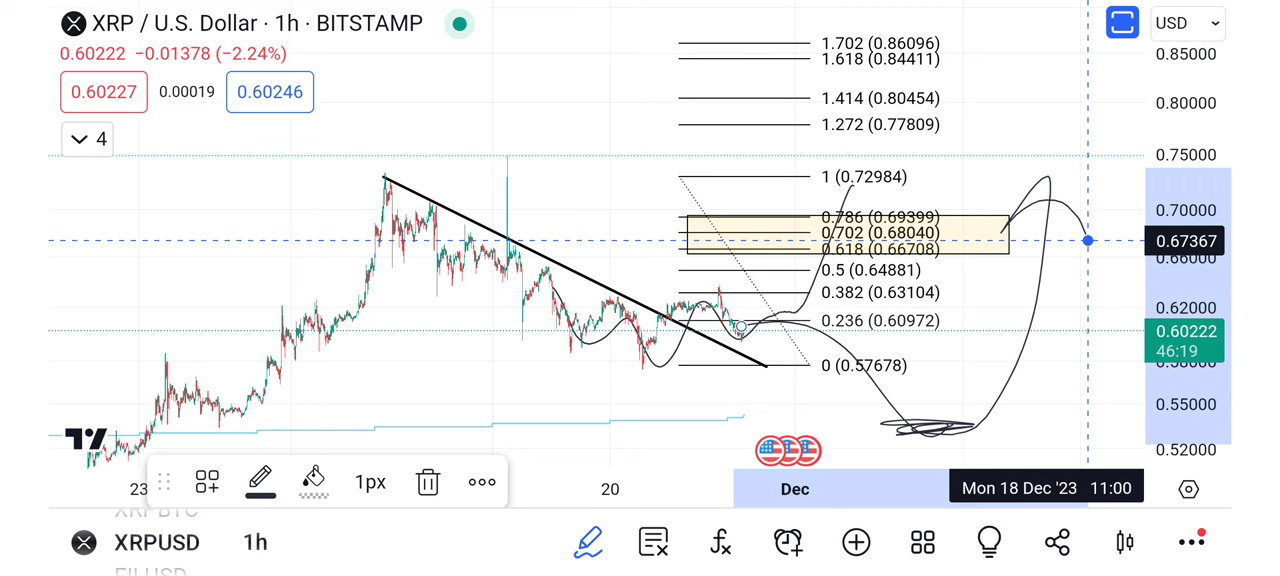 XRP / U.S. Dollar · 1h · BITSTAMP
USD
0.60222 −0.01378 (−2.24%)
0.60227 0.00019 0.60246
4
1.702 (0.86096)
1.618 (0.84411)
1.414 (0.80454)
1.272 (0.77809)
1 (0.72984)
0.786 (0.69399)
0.702 (0.68040)
0.618 (0.66708)
0.5 (0.64881)
0.382 (0.63104)
0.236 (0.60972)
0 (0.57678)
0.85000
0.80000
0.75000
0.70000
0.67367
0.66000
0.62000
0.60222
46:19
0.55000
0.52000
23
20
Dec
Mon 18 Dec '23 11:00
1px
XRPBTC
XRPUSD 1h